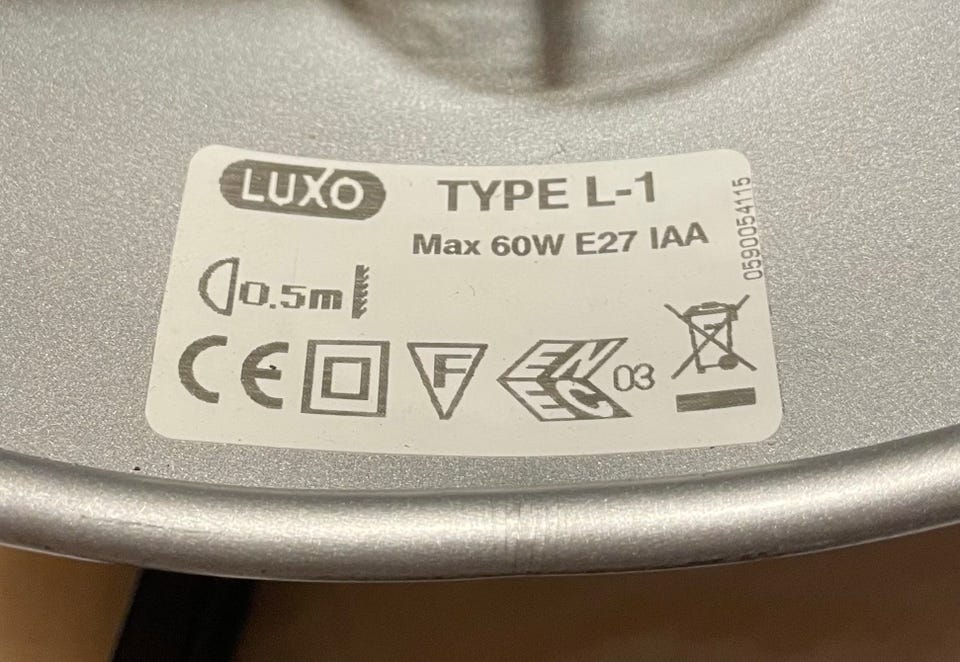 LUXO
TYPE L-1
Max 60W E27 IAA
0590054115
0.5m
CE
F
ENEC
03